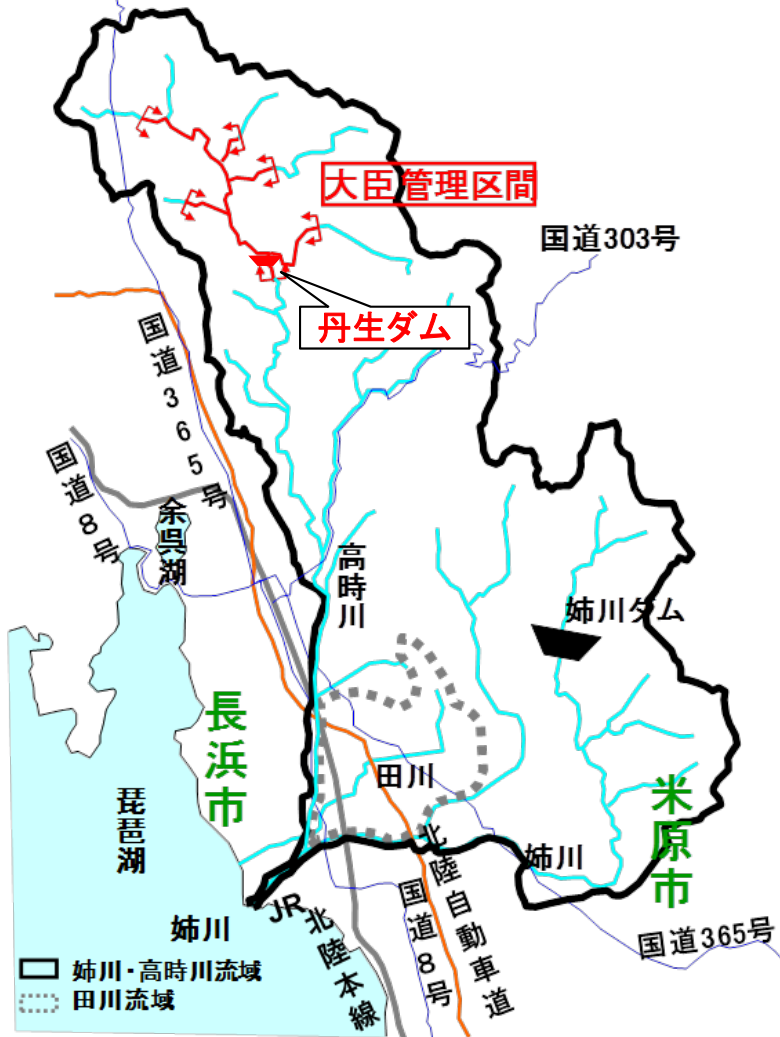 大臣管理区間
国道303号
丹生ダム
国道365号
国道8号
余呉湖
高時川
姉川ダム
長浜市
田川
琵琶湖
米原市
姉川
北陸自動車道
国道8号
JR北陸本線
姉川
国道365号
姉川・高時川流域
田川流域